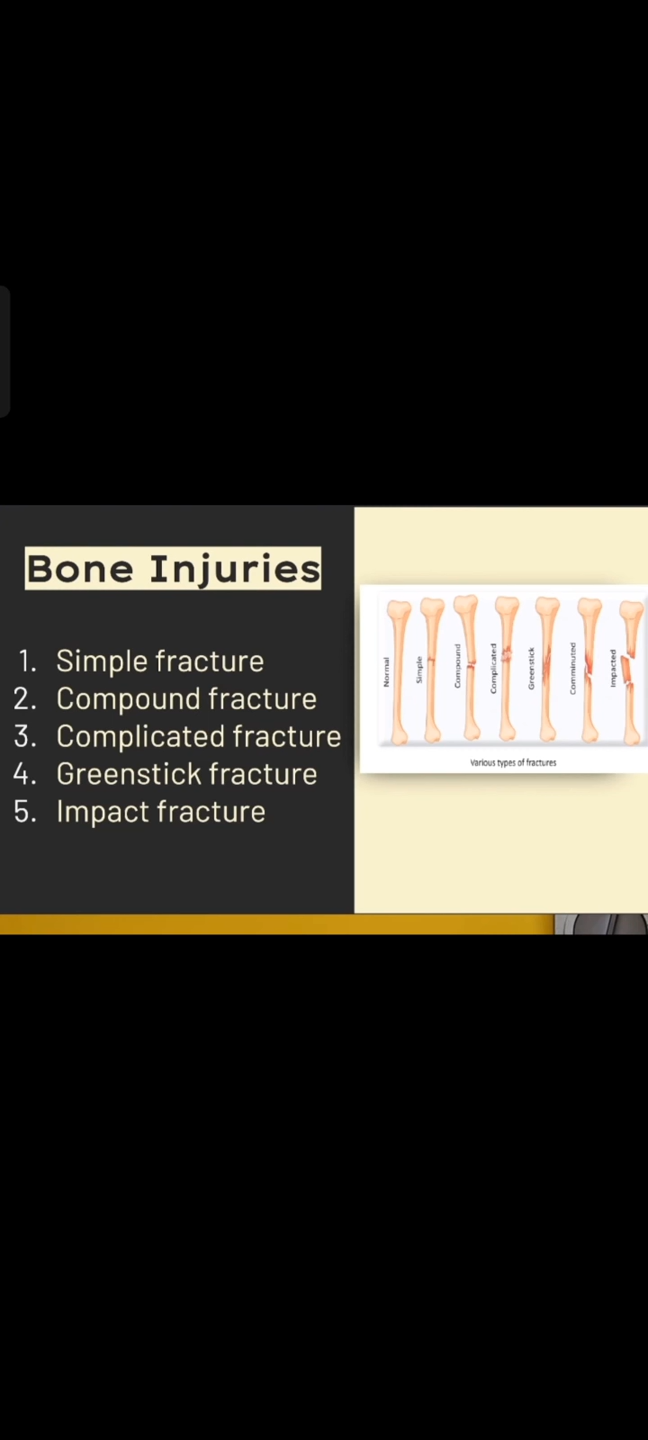 Bone Injuries
1. Simple fracture
2. Compound fracture
3. Complicated fracture
4. Greenstick fracture
5. Impact fracture
Normal
Simple
Compound
Complicated
Greenstick
Comminuted
Impacted
Various types of fractures